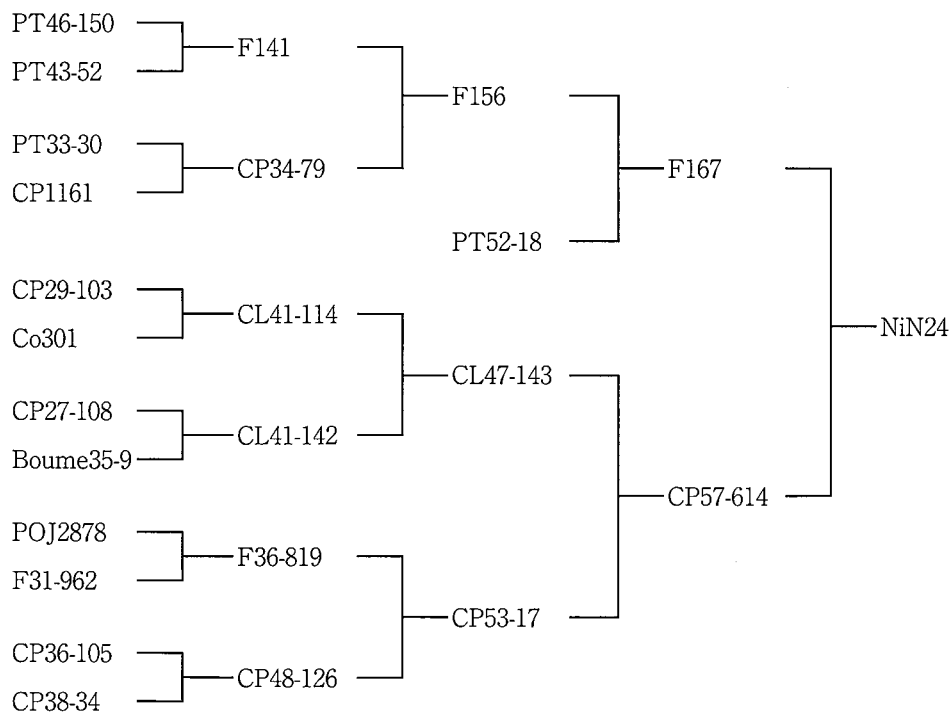 PT46-150
PT43-52
F141
PT33-30
CP1161
CP34-79
F156
PT52-18
F167
CP29-103
Co301
CL41-114
CP27-108
Boume35-9
CL41-142
CL47-143
POJ2878
F31-962
F36-819
CP36-105
CP38-34
CP48-126
CP53-17
CP57-614
NiN24